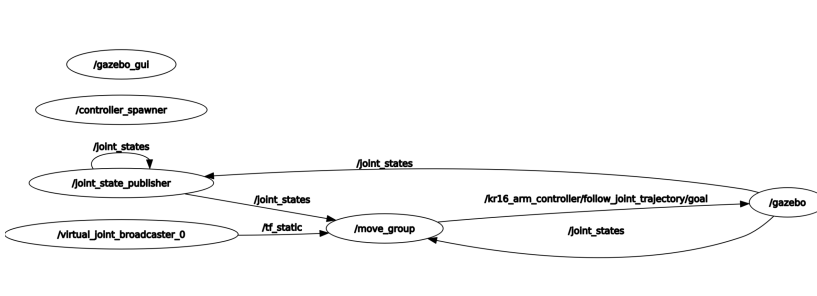 /gazebo_gui
/controller_spawner
/joint_states
/joint_states
/joint_state_publisher
/joint_states
/kr16_arm_controller/follow_joint_trajectory/goal
/gazebo
/tf_static
/move_group
/joint_states
/virtual_joint_broadcaster_0